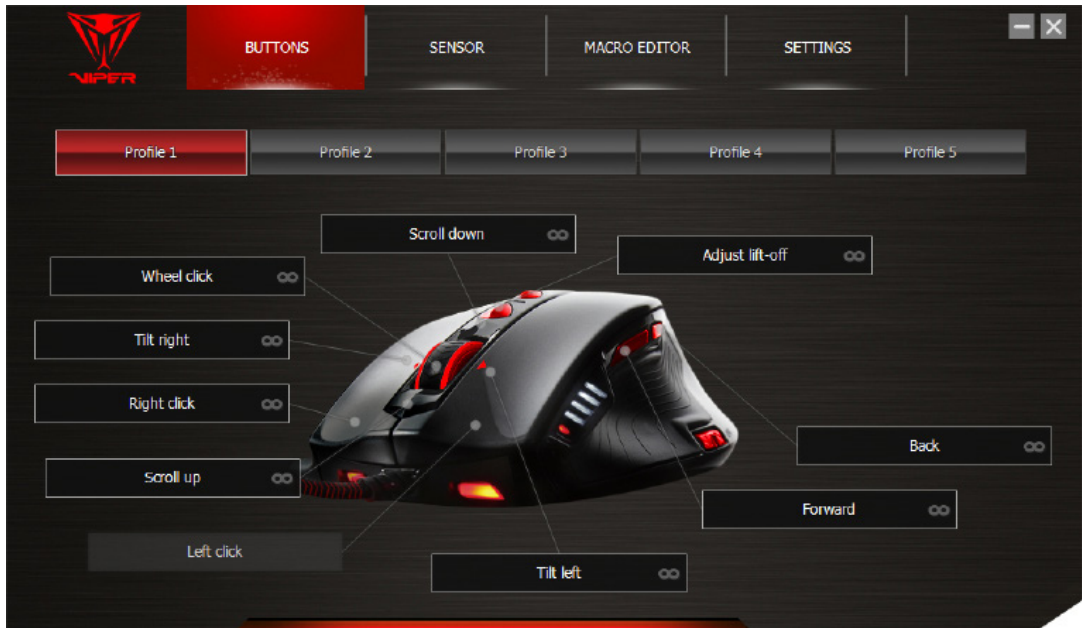 VIPER
BUTTONS
SENSOR
MACRO EDITOR
SETTINGS
Profile 1
Profile 2
Profile 3
Profile 4
Profile 5
Scroll down
Adjust lift-off
Wheel click
Tilt right
Right click
Back
Scroll up
Forward
Left click
Tilt left